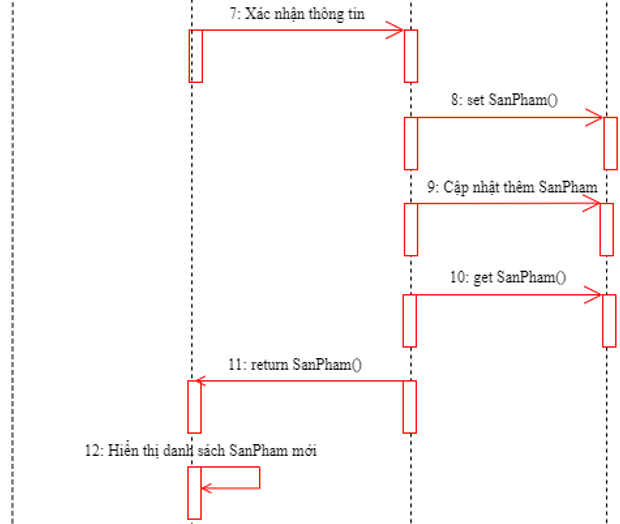 7: Xác nhận thông tin
8: set SanPham()
9: Cập nhật thêm SanPham
10: get SanPham()
11: return SanPham()
12: Hiển thị danh sách SanPham mới